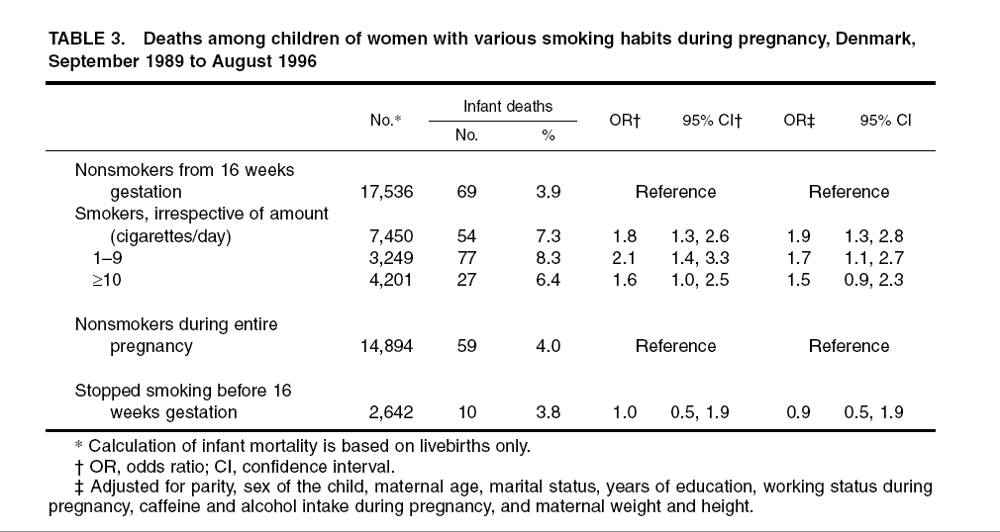 TABLE 3. Deaths among children of women with various smoking habits during pregnancy, Denmark,
September 1989 to August 1996
No.* Infant deaths OR† 95% CI† OR‡ 95% CI
No. %
Nonsmokers from 16 weeks
gestation 17,536 69 3.9 Reference Reference
Smokers, irrespective of amount
(cigarettes/day) 7,450 54 7.3 1.8 1.3, 2.6 1.9 1.3, 2.8
1–9 3,249 77 8.3 2.1 1.4, 3.3 1.7 1.1, 2.7
≥10 4,201 27 6.4 1.6 1.0, 2.5 1.5 0.9, 2.3
Nonsmokers during entire
pregnancy 14,894 59 4.0 Reference Reference
Stopped smoking before 16
weeks gestation 2,642 10 3.8 1.0 0.5, 1.9 0.9 0.5, 1.9
* Calculation of infant mortality is based on livebirths only.
† OR, odds ratio; CI, confidence interval.
‡ Adjusted for parity, sex of the child, maternal age, marital status, years of education, working status during
pregnancy, caffeine and alcohol intake during pregnancy, and maternal weight and height.